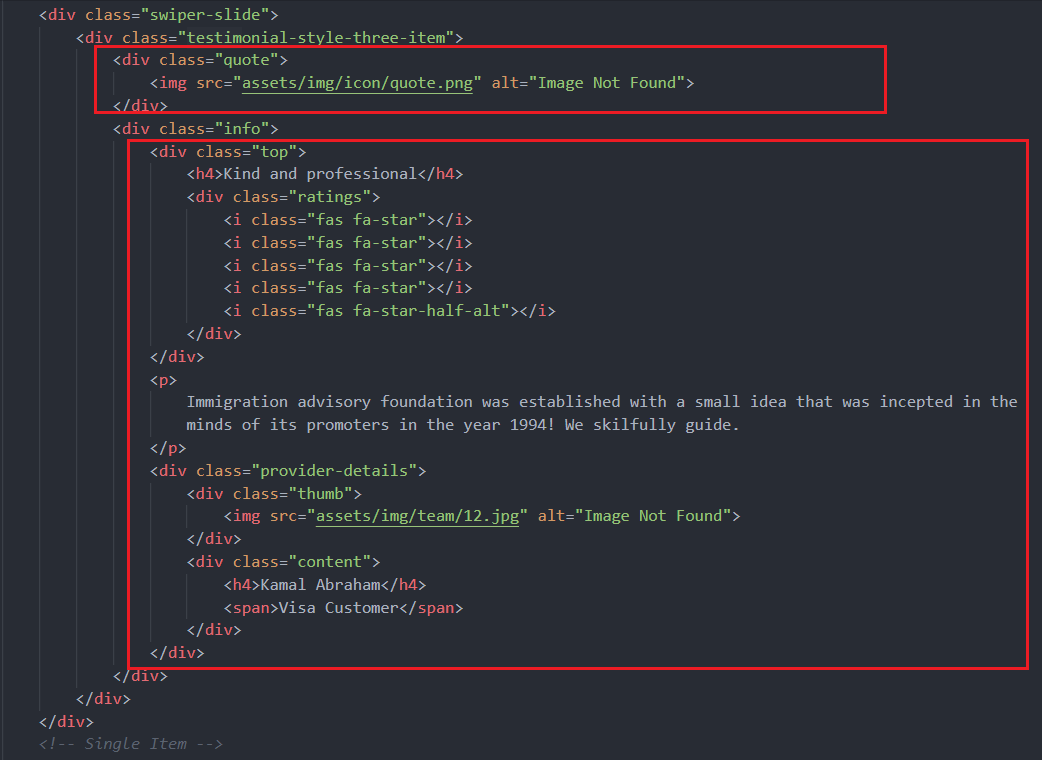 <div class="swiper-slide">
<div class="testimonial-style-three-item">
<div class="quote">
<img src="assets/img/icon/quote.png" alt="Image Not Found">
</div>
<div class="info">
<div class="top">
<h4>Kind and professional</h4>
<div class="ratings">
<i class="fas fa-star"></i>
<i class="fas fa-star"></i>
<i class="fas fa-star"></i>
<i class="fas fa-star"></i>
<i class="fas fa-star-half-alt"></i>
</div>
</div>
<p>
Immigration advisory foundation was established with a small idea that was incepted in the
minds of its promoters in the year 1994! We skilfully guide.
</p>
<div class="provider-details">
<div class="thumb">
<img src="assets/img/team/12.jpg" alt="Image Not Found">
</div>
<div class="content">
<h4>Kamal Abraham</h4>
<span>Visa Customer</span>
</div>
</div>
</div>
</div>
</div>
<!-- Single Item -->